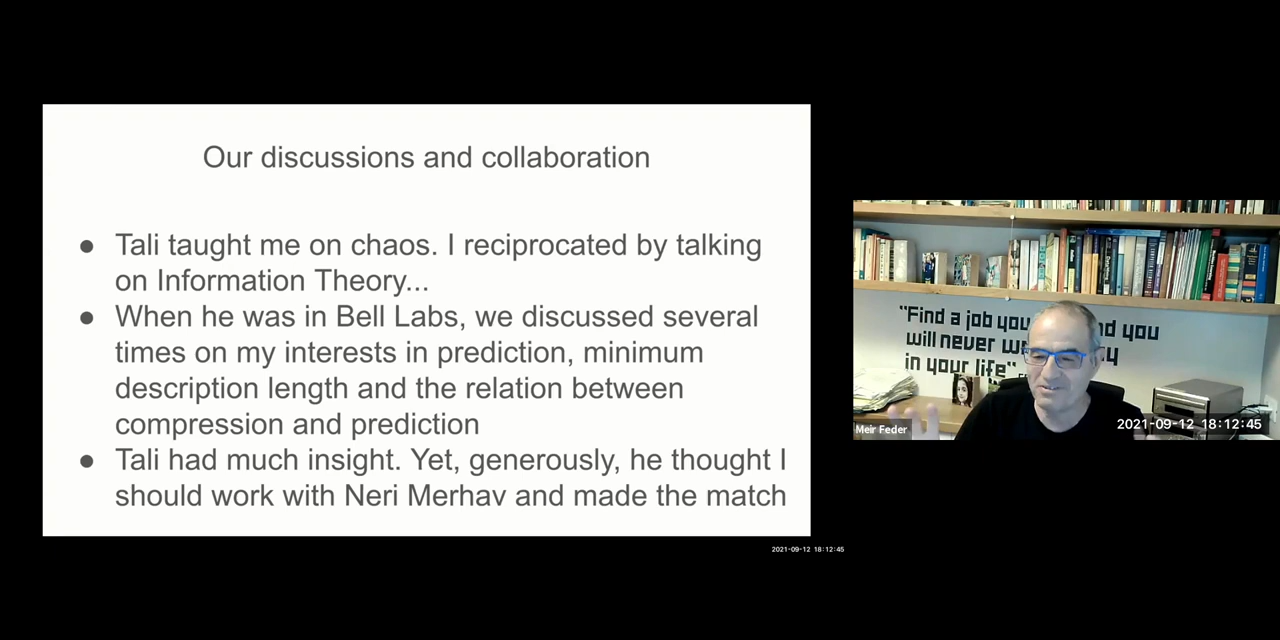 Our discussions and collaboration
● Tali taught me on chaos. I reciprocated by talking
on Information Theory...
● When he was in Bell Labs, we discussed several
times on my interests in prediction, minimum
description length and the relation between
compression and prediction
● Tali had much insight. Yet, generously, he thought I
should work with Neri Merhav and made the match
2021-09-12 18:12:45
"Find a job you nd you
will never w y
in your life"
Meir Feder
2021-09-12 18:12:45